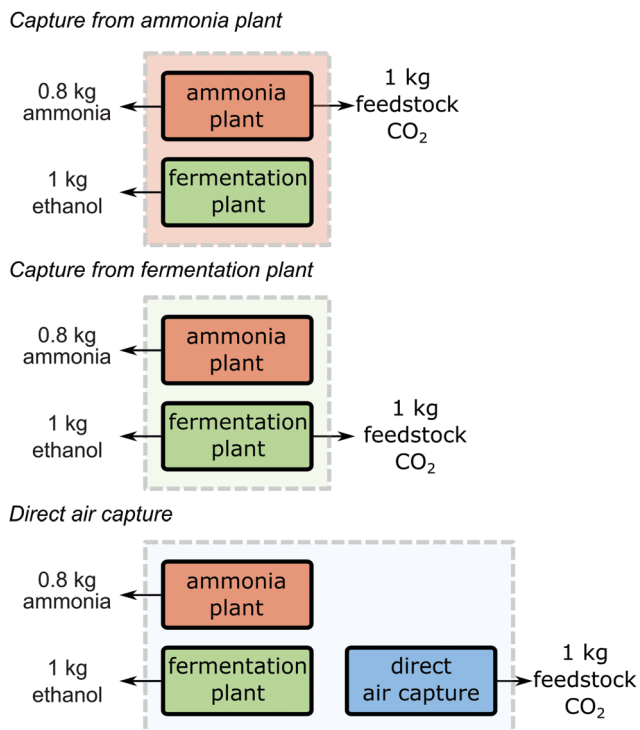 Capture from ammonia plant
0.8 kg
ammonia
ammonia
plant
1 kg
feedstock
CO₂
1 kg
ethanol
fermentation
plant
Capture from fermentation plant
0.8 kg
ammonia
ammonia
plant
1 kg
ethanol
fermentation
plant
1 kg
feedstock
CO₂
Direct air capture
0.8 kg
ammonia
ammonia
plant
1 kg
ethanol
fermentation
plant
direct
air capture
1 kg
feedstock
CO₂